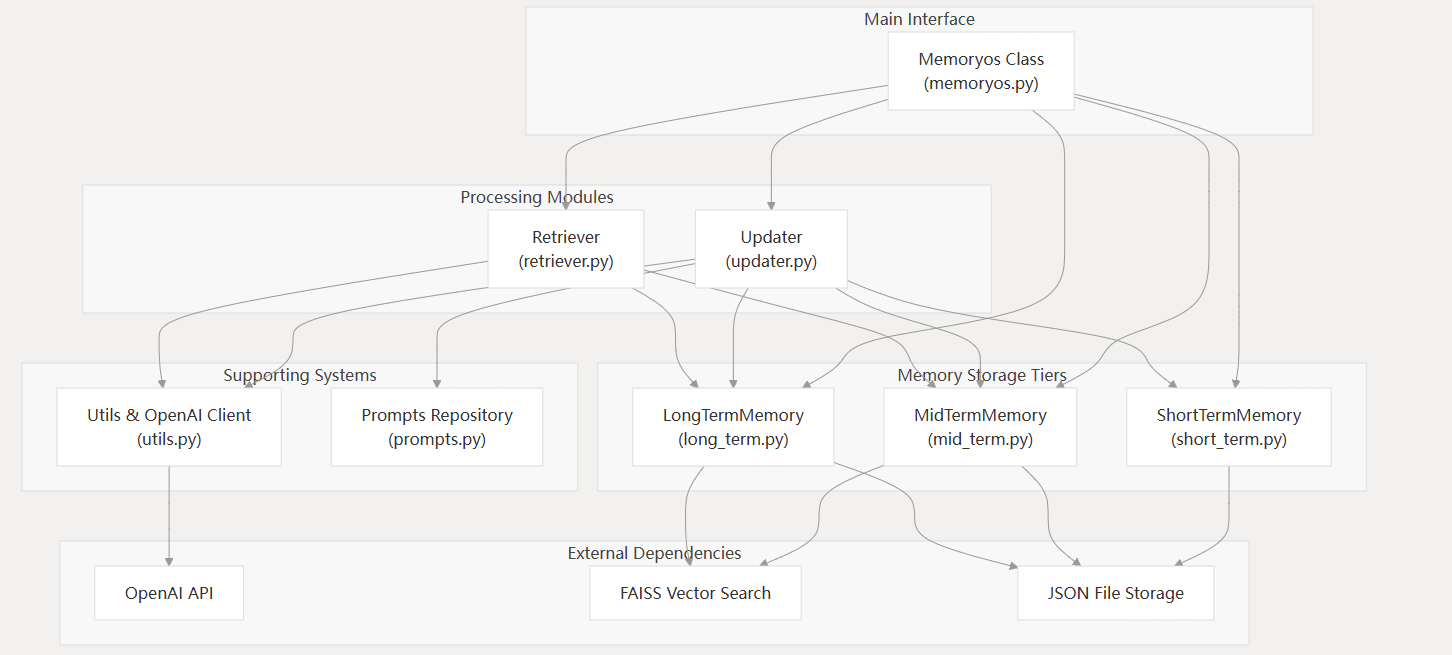 Main Interface
Memoryos Class
(memoryos.py)
Processing Modules
Retriever
(retriever.py)
Updater
(updater.py)
Supporting Systems
Utils & OpenAI Client
(utils.py)
Prompts Repository
(prompts.py)
Memory Storage Tiers
LongTermMemory
(long_term.py)
MidTermMemory
(mid_term.py)
ShortTermMemory
(short_term.py)
External Dependencies
OpenAI API
FAISS Vector Search
JSON File Storage